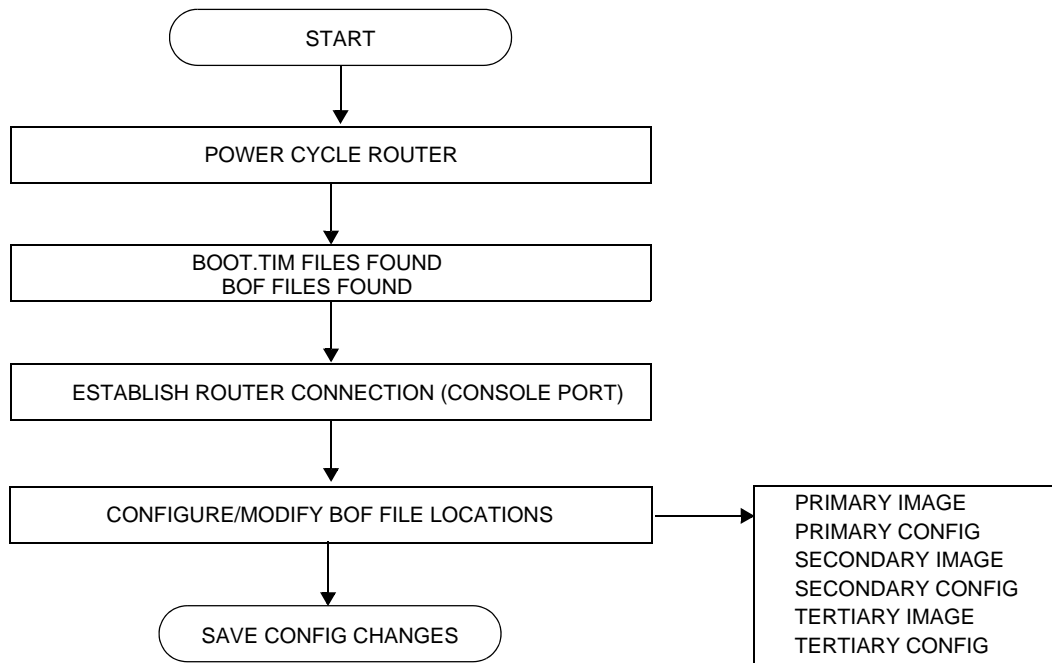 START
POWER CYCLE ROUTER
BOOT.TIM FILES FOUND
BOF FILES FOUND
ESTABLISH ROUTER CONNECTION (CONSOLE PORT)
CONFIGURE/MODIFY BOF FILE LOCATIONS
PRIMARY IMAGE
PRIMARY CONFIG
SECONDARY IMAGE
SECONDARY CONFIG
TERTIARY IMAGE
TERTIARY CONFIG
SAVE CONFIG CHANGES